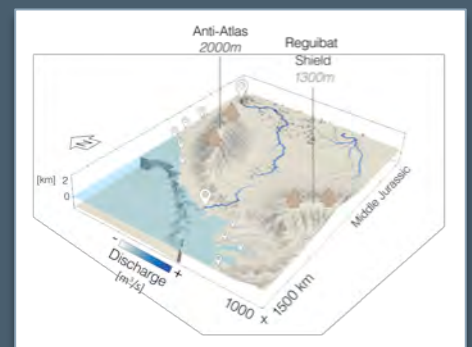 Anti-Atlas
2000m
Reguibat
Shield
1300m
N
[km] 2
0
Middle Jurassic
- Discharge +
[m³/s]
1000 x 1500 km